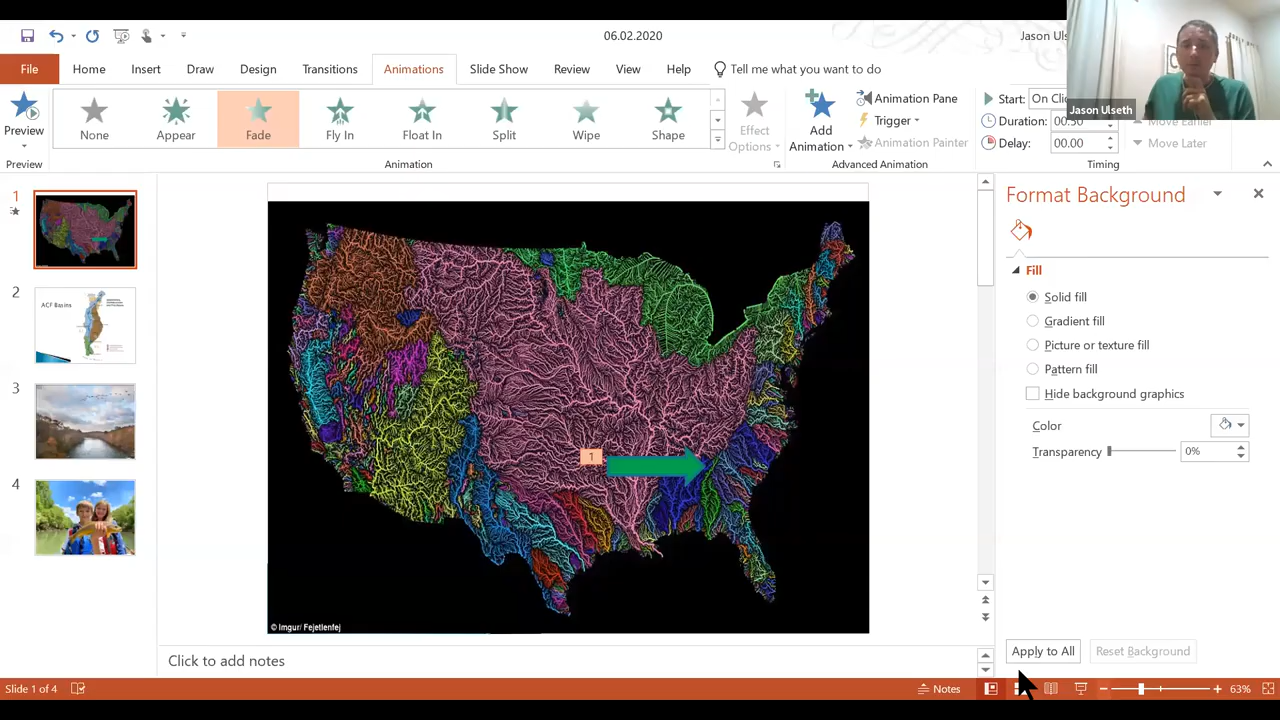 06.02.2020
Jason Uls
File
Home
Insert
Draw
Design
Transitions
Animations
Slide Show
Review
View
Help
Tell me what you want to do
Jason Ulseth
Preview
None
Appear
Fade
Fly In
Float In
Split
Wipe
Shape
Effect
Options
Add
Animation
Animation Pane
Trigger
Animation Painter
Start: On Clic
Duration: 00.50
Delay: 00.00
Move Earlier
Move Later
Preview
Animation
Advanced Animation
Timing
1
2
3
4
ACF Basins
1
© Imgur/ Fejetlenfej
Click to add notes
Format Background
Fill
Solid fill
Gradient fill
Picture or texture fill
Pattern fill
Hide background graphics
Color
Transparency
0%
Apply to All
Reset Background
Slide 1 of 4
Notes
63%